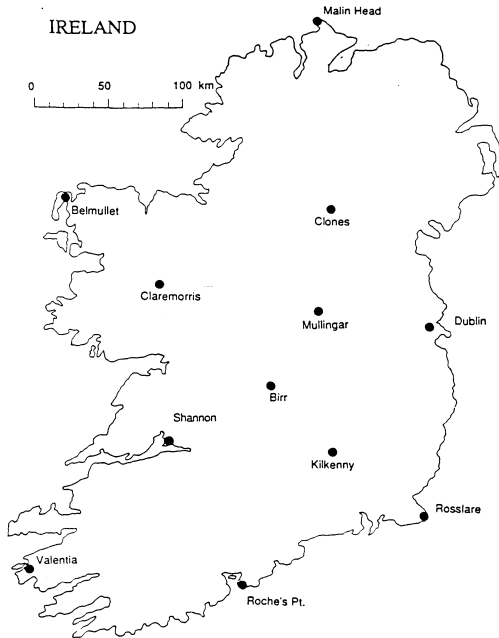 Malin Head
IRELAND
0 50 100 km
Belmullet
Clones
Claremorris
Mullingar
Dublin
Birr
Shannon
Kilkenny
Rosslare
Valentia
Roche's Pt.